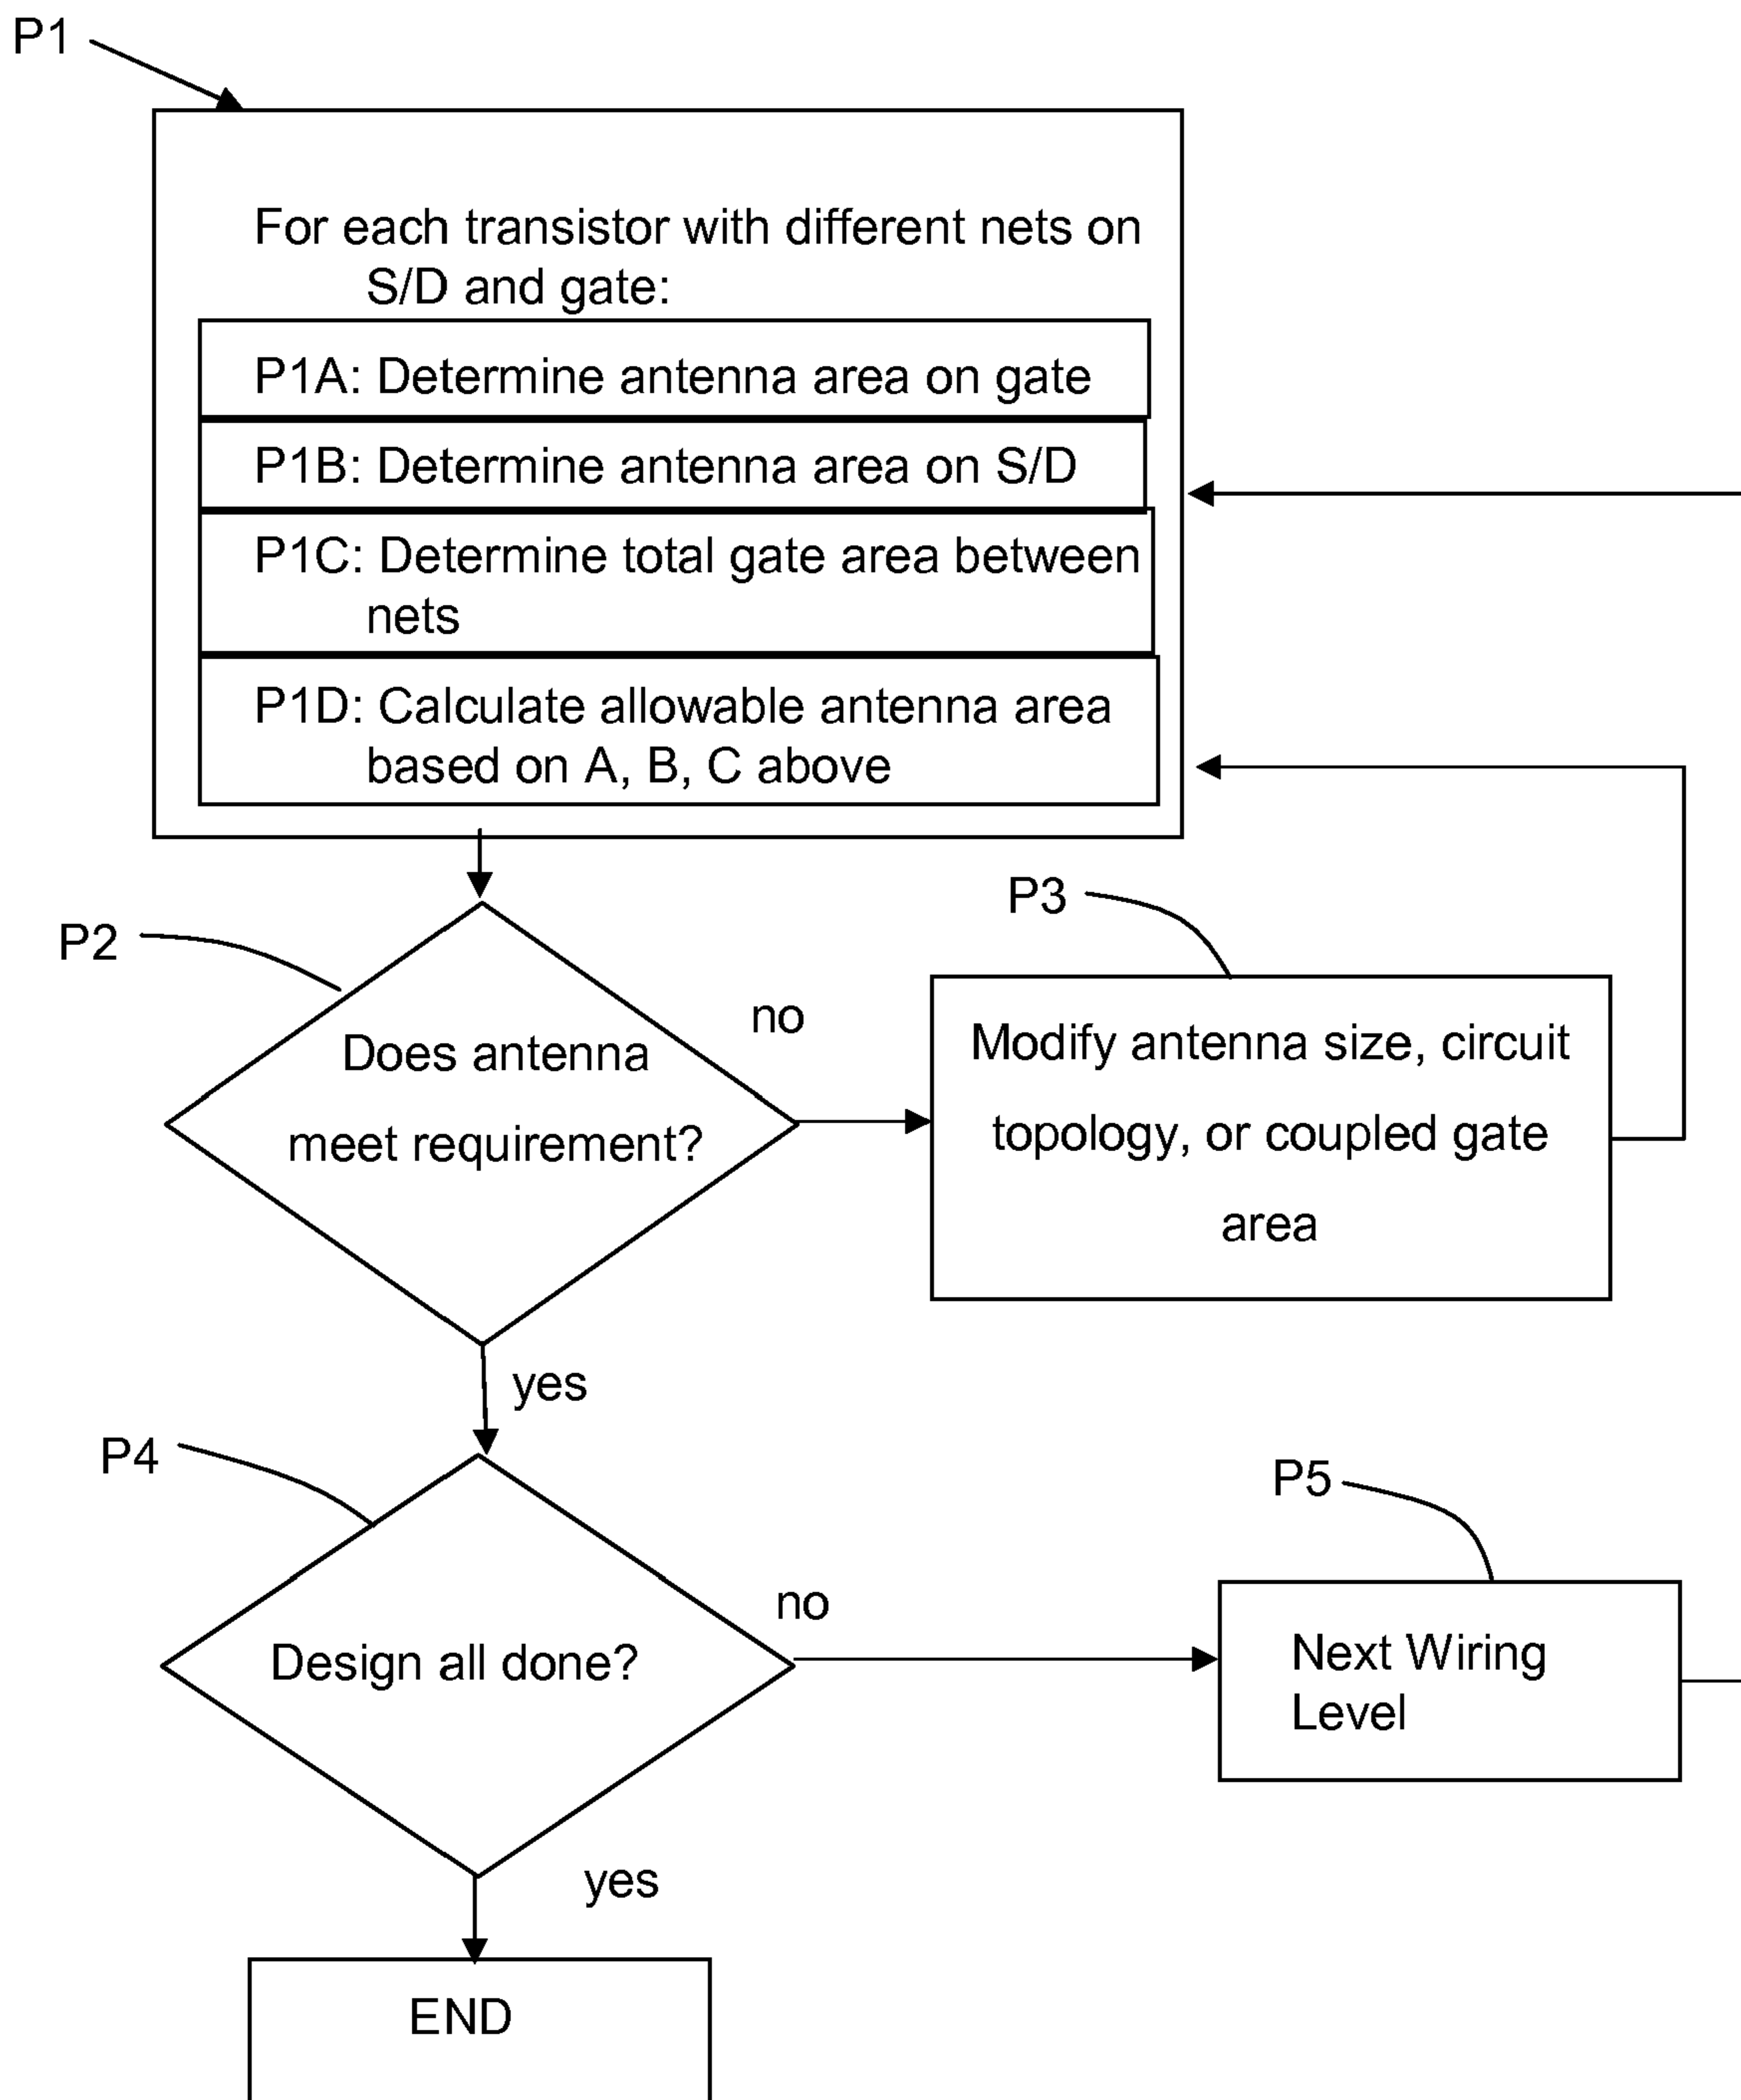 P1
For each transistor with different nets on
S/D and gate:
P1A: Determine antenna area on gate
P1B: Determine antenna area on S/D
P1C: Determine total gate area between
nets
P1D: Calculate allowable antenna area
based on A, B, C above
P2
Does antenna
meet requirement?
no
P3
Modify antenna size, circuit
topology, or coupled gate
area
yes
P4
Design all done?
no
P5
Next Wiring
Level
yes
END